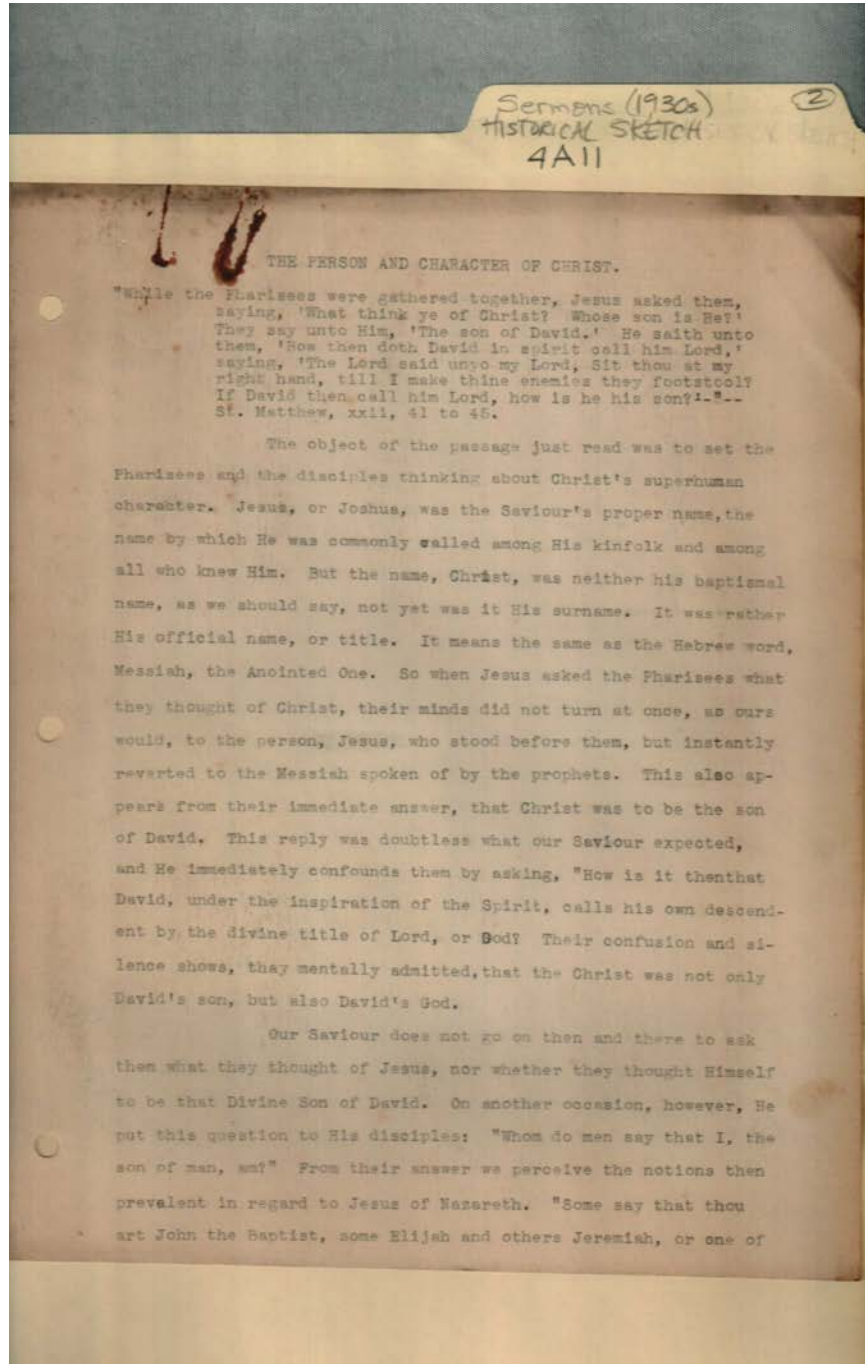 Sermons (1930s)
2
HISTORICAL SKETCH
4A11
THE PERSON AND CHARACTER OF CHRIST.
"While the Pharisees were gathered together, Jesus asked them,
saying, 'What think ye of Christ? Whose son is He?'
They say unto Him, 'The son of David.' He saith unto
them, 'How then doth David in spirit call him Lord,'
saying, 'The Lord said unyo my Lord, Sit thou at my
right hand, till I make thine enemies they footstool?
If David then call him Lord, how is he his son?'-"--
St. Matthew, xxii, 41 to 45.
The object of the passage just read was to set the
Pharisees and the disciples thinking about Christ's superhuman
character. Jesus, or Joshua, was the Saviour's proper name,the
name by which He was commonly called among His kinfolk and among
all who knew Him. But the name, Christ, was neither his baptismal
name, as we should say, not yet was it His surname. It was rather
His official name, or title. It means the same as the Hebrew word,
Messiah, the Anointed One. So when Jesus asked the Pharisees what
they thought of Christ, their minds did not turn at once, as ours
would, to the person, Jesus, who stood before them, but instantly
reverted to the Messiah spoken of by the prophets. This also ap-
pears from their immediate answer, that Christ was to be the son
of David. This reply was doubtless what our Saviour expected,
and He immediately confounds them by asking, "How is it thenthat
David, under the inspiration of the Spirit, calls his own descend-
ent by the divine title of Lord, or God? Their confusion and si-
lence shows, thay mentally admitted,that the Christ was not only
David's son, but also David's God.
Our Saviour does not go on then and there to ask
them what they thought of Jesus, nor whether they thought Himself
to be that Divine Son of David. On another occasion, however, He
put this question to His disciples: "Whom do men say that I, the
son of man, am?" From their answer we perceive the notions then
prevalent in regard to Jesus of Nazareth. "Some say that thou
art John the Baptist, some Elijah and others Jeremiah, or one of